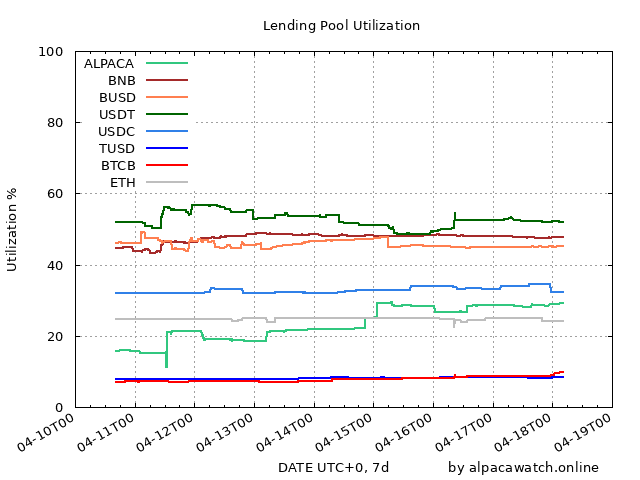 Lending Pool Utilization
100
80
60
40
20
0
Utilization %
ALPACA
BNB
BUSD
USDT
USDC
TUSD
BTCB
ETH
04-10T00
04-11T00
04-12T00
04-13T00
04-14T00
04-15T00
04-16T00
04-17T00
04-18T00
04-19T00
DATE UTC+0, 7d
by alpacawatch.online